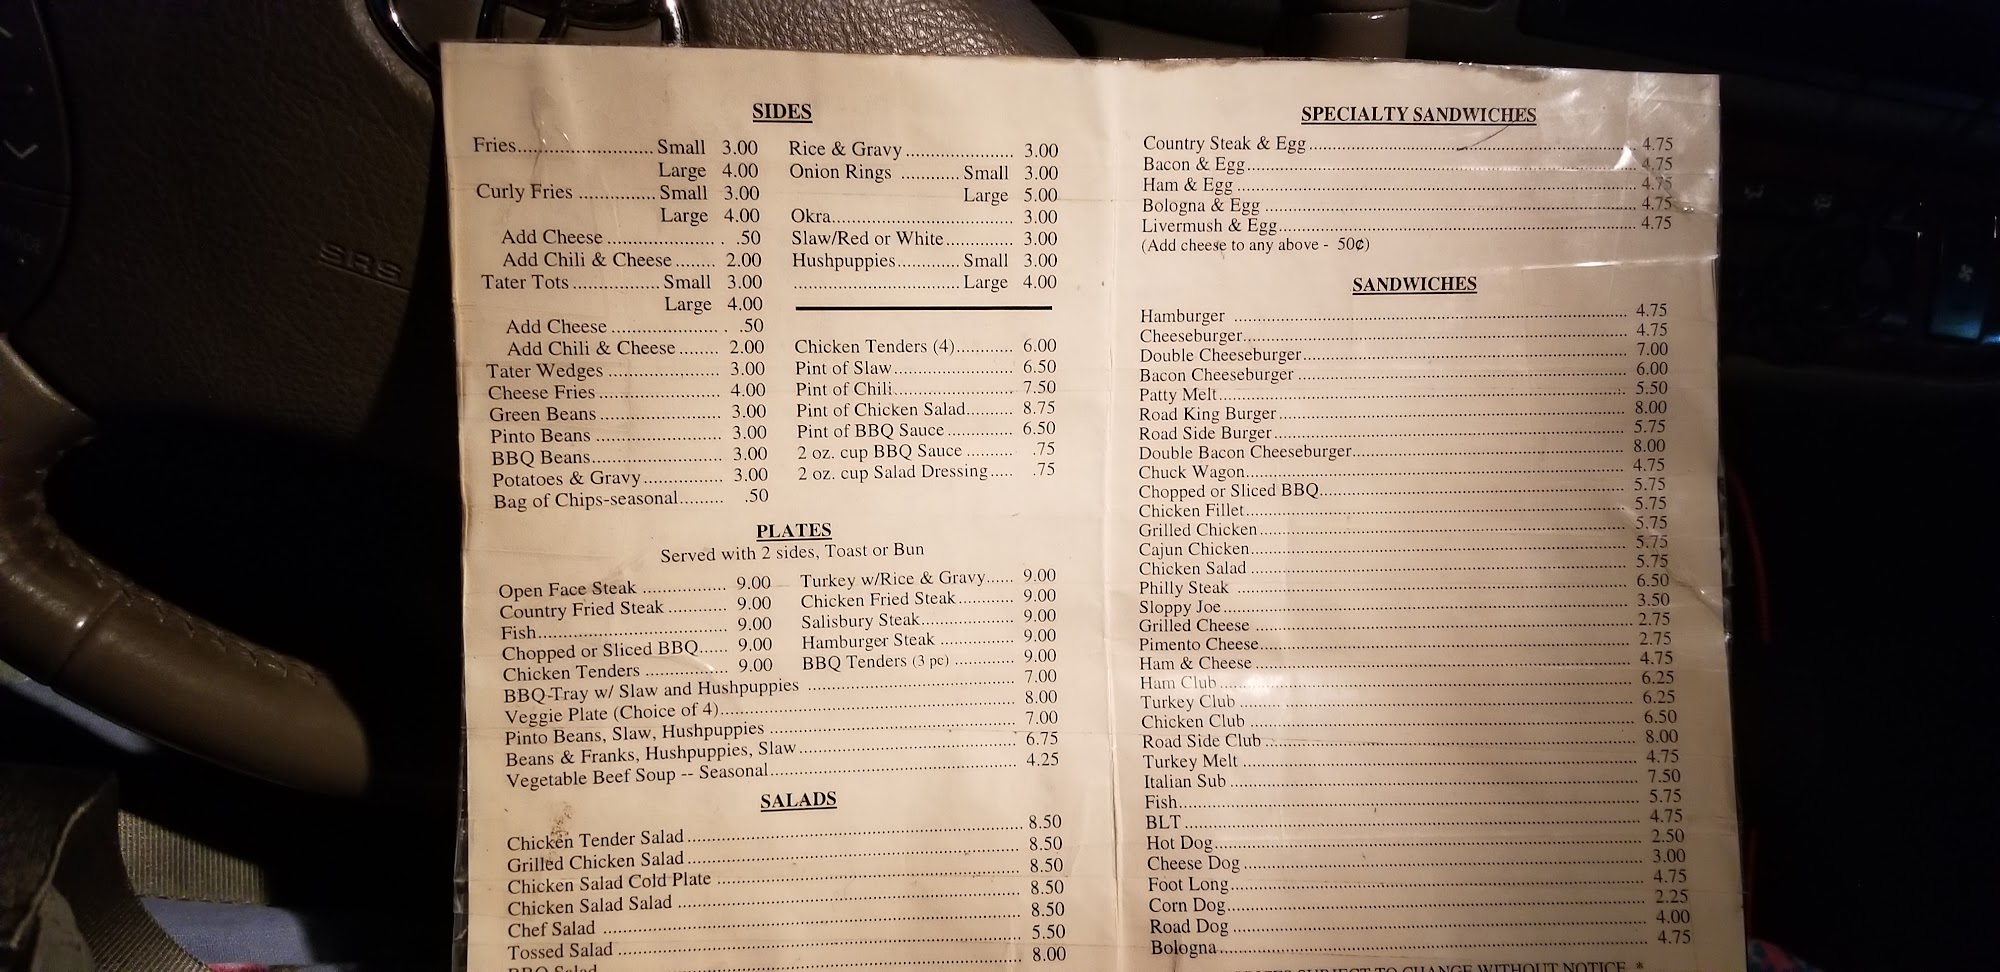 SIDES
Fries.......................... Small 3.00
Large 4.00
Curly Fries ............... Small 3.00
Large 4.00
Add Cheese ...................... .50
Add Chili & Cheese ........ 2.00
Tater Tots ................. Small 3.00
Large 4.00
Add Cheese ...................... .50
Add Chili & Cheese ........ 2.00
Tater Wedges ...................... 3.00
Cheese Fries ........................ 4.00
Green Beans ........................ 3.00
Pinto Beans ......................... 3.00
BBQ Beans.......................... 3.00
Potatoes & Gravy................ 3.00
Bag of Chips-seasonal......... .50
Rice & Gravy ...................... 3.00
Onion Rings ............ Small 3.00
Large 5.00
Okra..................................... 3.00
Slaw/Red or White.............. 3.00
Hushpuppies............. Small 3.00
.................................. Large 4.00
Chicken Tenders (4)............ 6.00
Pint of Slaw......................... 6.50
Pint of Chili......................... 7.50
Pint of Chicken Salad.......... 8.75
Pint of BBQ Sauce.............. 6.50
2 oz. cup BBQ Sauce .......... .75
2 oz. cup Salad Dressing..... .75
PLATES
Served with 2 sides, Toast or Bun
Open Face Steak ................. 9.00
Country Fried Steak ............ 9.00
Fish...................................... 9.00
Chopped or Sliced BBQ...... 9.00
Chicken Tenders ................. 9.00
Turkey w/Rice & Gravy...... 9.00
Chicken Fried Steak ............ 9.00
Salisbury Steak.................... 9.00
Hamburger Steak ................ 9.00
BBQ Tenders (3 pc) ............ 9.00
BBQ-Tray w/ Slaw and Hushpuppies .......................................... 7.00
Veggie Plate (Choice of 4)............................................................ 8.00
Pinto Beans, Slaw, Hushpuppies .................................................. 7.00
Beans & Franks, Hushpuppies, Slaw............................................ 6.75
Vegetable Beef Soup -- Seasonal.................................................. 4.25
SALADS
Chicken Tender Salad .................................................................... 8.50
Grilled Chicken Salad .................................................................... 8.50
Chicken Salad Cold Plate .............................................................. 8.50
Chicken Salad Salad ...................................................................... 8.50
Chef Salad ...................................................................................... 8.50
Tossed Salad .................................................................................. 5.50
BBQ Salad ..................................................................................... 8.00
SPECIALTY SANDWICHES
Country Steak & Egg .................................................................... 4.75
Bacon & Egg................................................................................. 4.75
Ham & Egg ................................................................................... 4.75
Bologna & Egg ............................................................................. 4.75
Livermush & Egg.......................................................................... 4.75
(Add cheese to any above - 50¢)
SANDWICHES
Hamburger .................................................................................... 4.75
Cheeseburger................................................................................. 4.75
Double Cheeseburger.................................................................... 7.00
Bacon Cheeseburger ..................................................................... 6.00
Patty Melt...................................................................................... 5.50
Road King Burger ......................................................................... 8.00
Road Side Burger.......................................................................... 5.75
Double Bacon Cheeseburger......................................................... 8.00
Chuck Wagon................................................................................ 4.75
Chopped or Sliced BBQ................................................................ 5.75
Chicken Fillet................................................................................ 5.75
Grilled Chicken............................................................................. 5.75
Cajun Chicken............................................................................... 5.75
Chicken Salad ............................................................................... 5.75
Philly Steak ................................................................................... 6.50
Sloppy Joe..................................................................................... 3.50
Grilled Cheese ............................................................................... 2.75
Pimento Cheese............................................................................. 2.75
Ham & Cheese .............................................................................. 4.75
Ham Club ...................................................................................... 6.25
Turkey Club .................................................................................. 6.25
Chicken Club ................................................................................ 6.50
Road Side Club ............................................................................. 8.00
Turkey Melt .................................................................................. 4.75
Italian Sub ..................................................................................... 7.50
Fish................................................................................................ 5.75
BLT ............................................................................................... 4.75
Hot Dog......................................................................................... 2.50
Cheese Dog ................................................................................... 3.00
Foot Long...................................................................................... 4.75
Corn Dog....................................................................................... 2.25
Road Dog ...................................................................................... 4.00
Bologna......................................................................................... 4.75
SUBJECT TO CHANGE WITHOUT NOTICE *
SRS